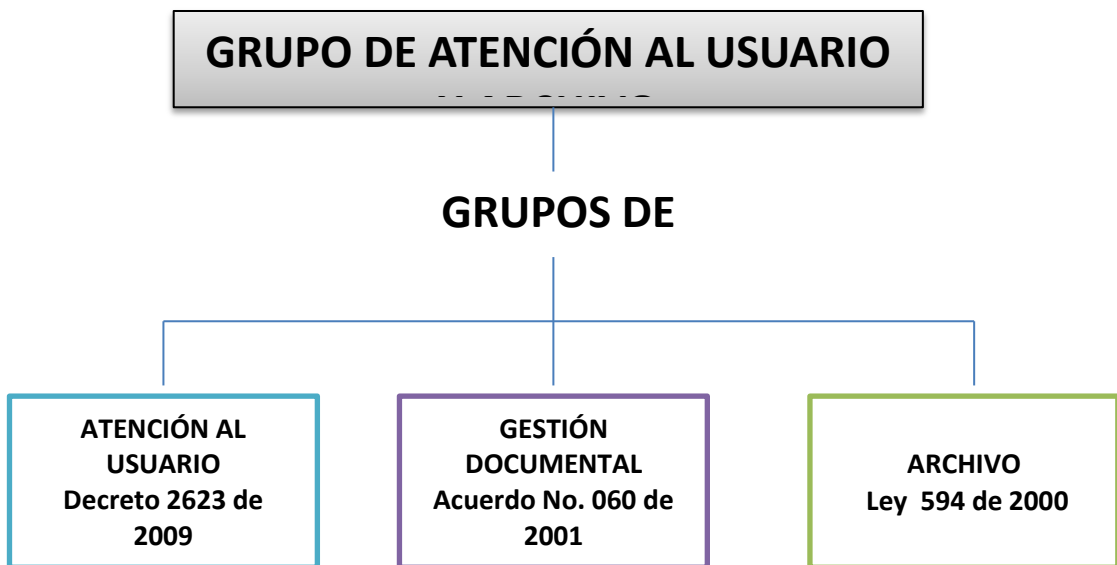 GRUPO DE ATENCIÓN AL USUARIO
GRUPOS DE
ATENCIÓN AL
USUARIO
Decreto 2623 de
2009
GESTIÓN
DOCUMENTAL
Acuerdo No. 060 de
2001
ARCHIVO
Ley 594 de 2000